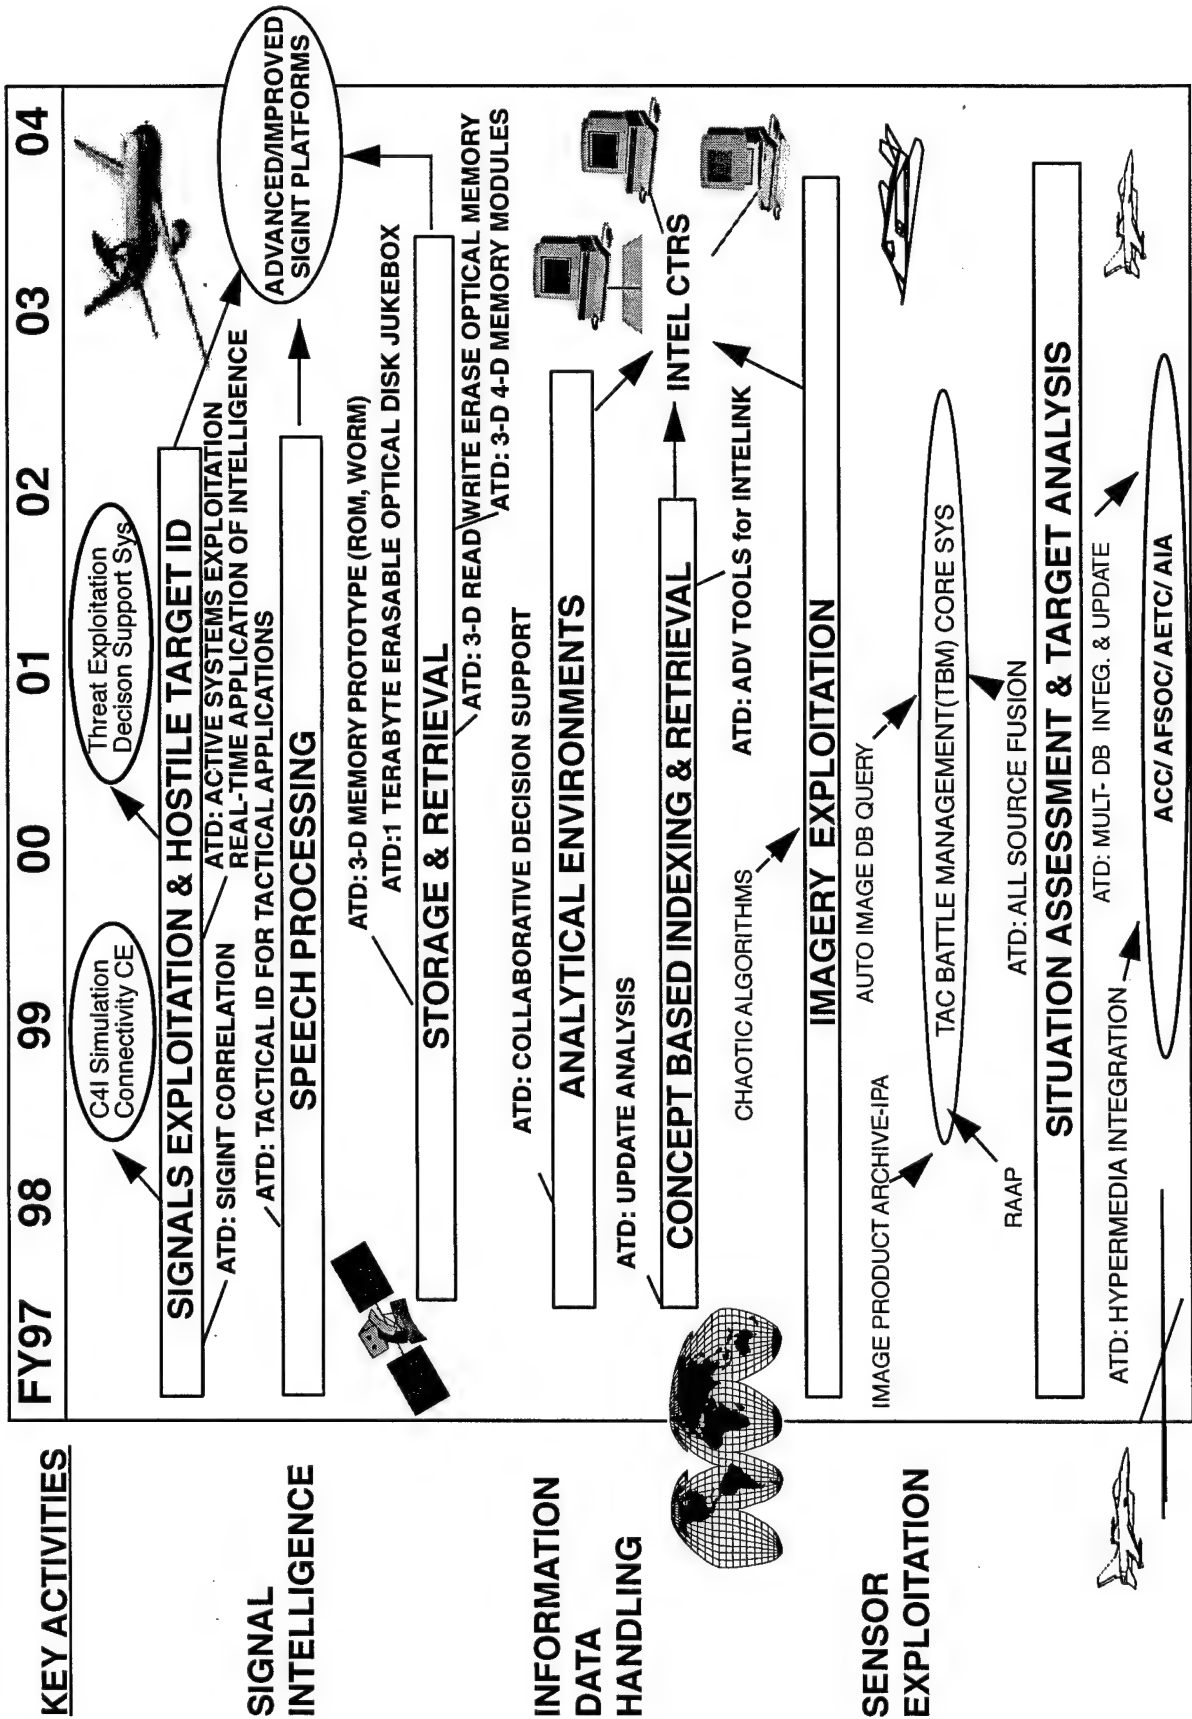 KEY ACTIVITIES
FY97 98 99 00 01 02 03 04
SIGNAL
INTELLIGENCE
C4I Simulation
Connectivity CE
Threat Exploitation
Decison Support Sys
SIGNALS EXPLOITATION & HOSTILE TARGET ID
ATD: SIGINT CORRELATION
ATD: ACTIVE SYSTEMS EXPLOITATION
REAL-TIME APPLICATION OF INTELLIGENCE
ATD: TACTICAL ID FOR TACTICAL APPLICATIONS
SPEECH PROCESSING
ADVANCED/IMPROVED
SIGINT PLATFORMS
ATD: 3-D MEMORY PROTOTYPE (ROM, WORM)
ATD:1 TERABYTE ERASABLE OPTICAL DISK JUKEBOX
STORAGE & RETRIEVAL
ATD: 3-D READ WRITE ERASE OPTICAL MEMORY
ATD: 3-D 4-D MEMORY MODULES
INFORMATION
DATA
HANDLING
ATD: COLLABORATIVE DECISION SUPPORT
ANALYTICAL ENVIRONMENTS
ATD: UPDATE ANALYSIS
CONCEPT BASED INDEXING & RETRIEVAL
INTEL CTRS
ATD: ADV TOOLS for INTELINK
CHAOTIC ALGORITHMS
SENSOR
EXPLOITATION
IMAGERY EXPLOITATION
IMAGE PRODUCT ARCHIVE-IPA
AUTO IMAGE DB QUERY
TAC BATTLE MANAGEMENT(TBM) CORE SYS
RAAP
ATD: ALL SOURCE FUSION
SITUATION ASSESSMENT & TARGET ANALYSIS
ATD: HYPERMEDIA INTEGRATION
ATD: MULT- DB INTEG. & UPDATE
ACC/ AFSOC/ AETC/ AIA